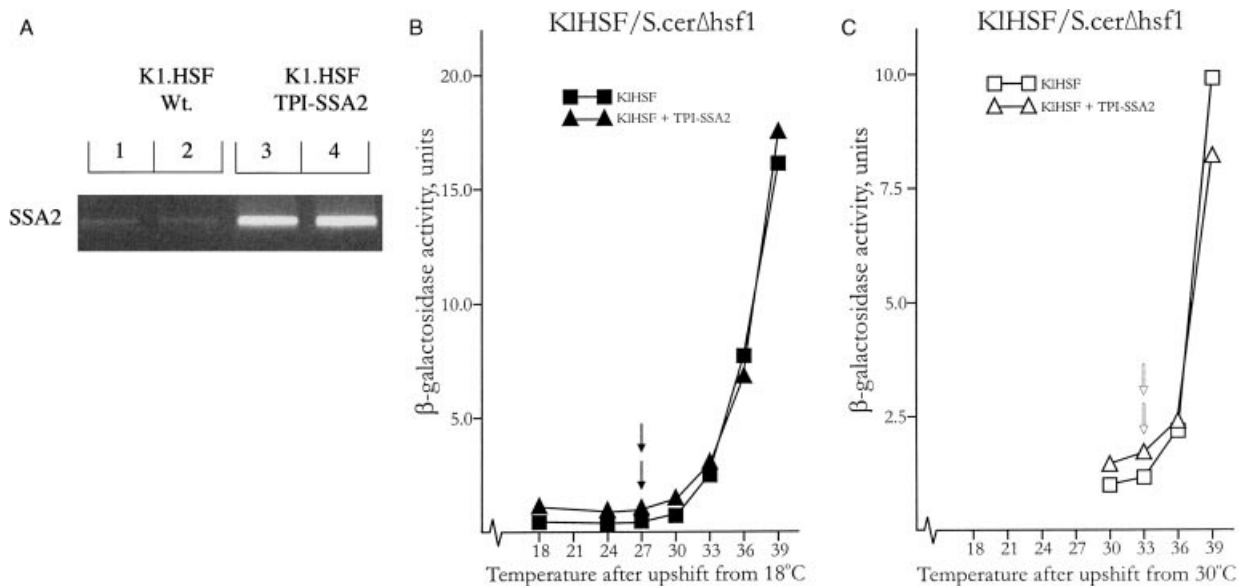 A
K1.HSF
Wt.
K1.HSF
TPI-SSA2
1 2 3 4
SSA2
B
KlHSF/S.cerΔhsf1
KlHSF
KlHSF + TPI-SSA2
β-galactosidase activity, units
20.0
15.0
10.0
5.0
18 21 24 27 30 33 36 39
Temperature after upshift from 18°C
C
KlHSF/S.cerΔhsf1
KlHSF
KlHSF + TPI-SSA2
β-galactosidase activity, units
10.0
7.5
5.0
2.5
18 21 24 27 30 33 36 39
Temperature after upshift from 30°C